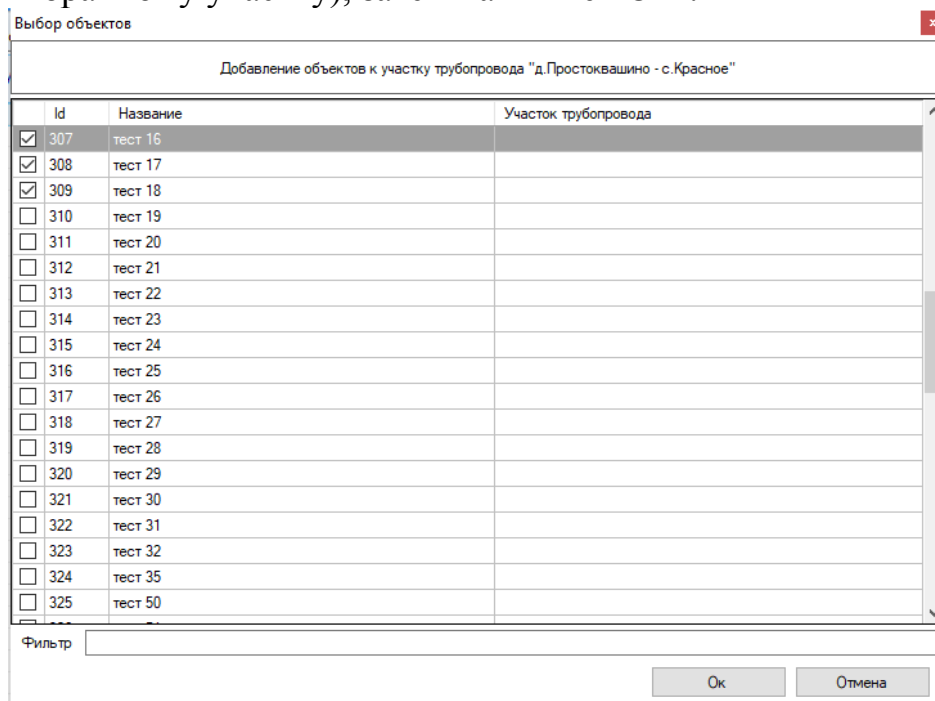 Выбор объектов
Добавление объектов к участку трубопровода "д.Простоквашино - с.Красное"
Id Название Участок трубопровода
307 тест 16
308 тест 17
309 тест 18
310 тест 19
311 тест 20
312 тест 21
313 тест 22
314 тест 23
315 тест 24
316 тест 25
317 тест 26
318 тест 27
319 тест 28
320 тест 29
321 тест 30
322 тест 31
323 тест 32
324 тест 35
325 тест 50
Фильтр
Ок Отмена